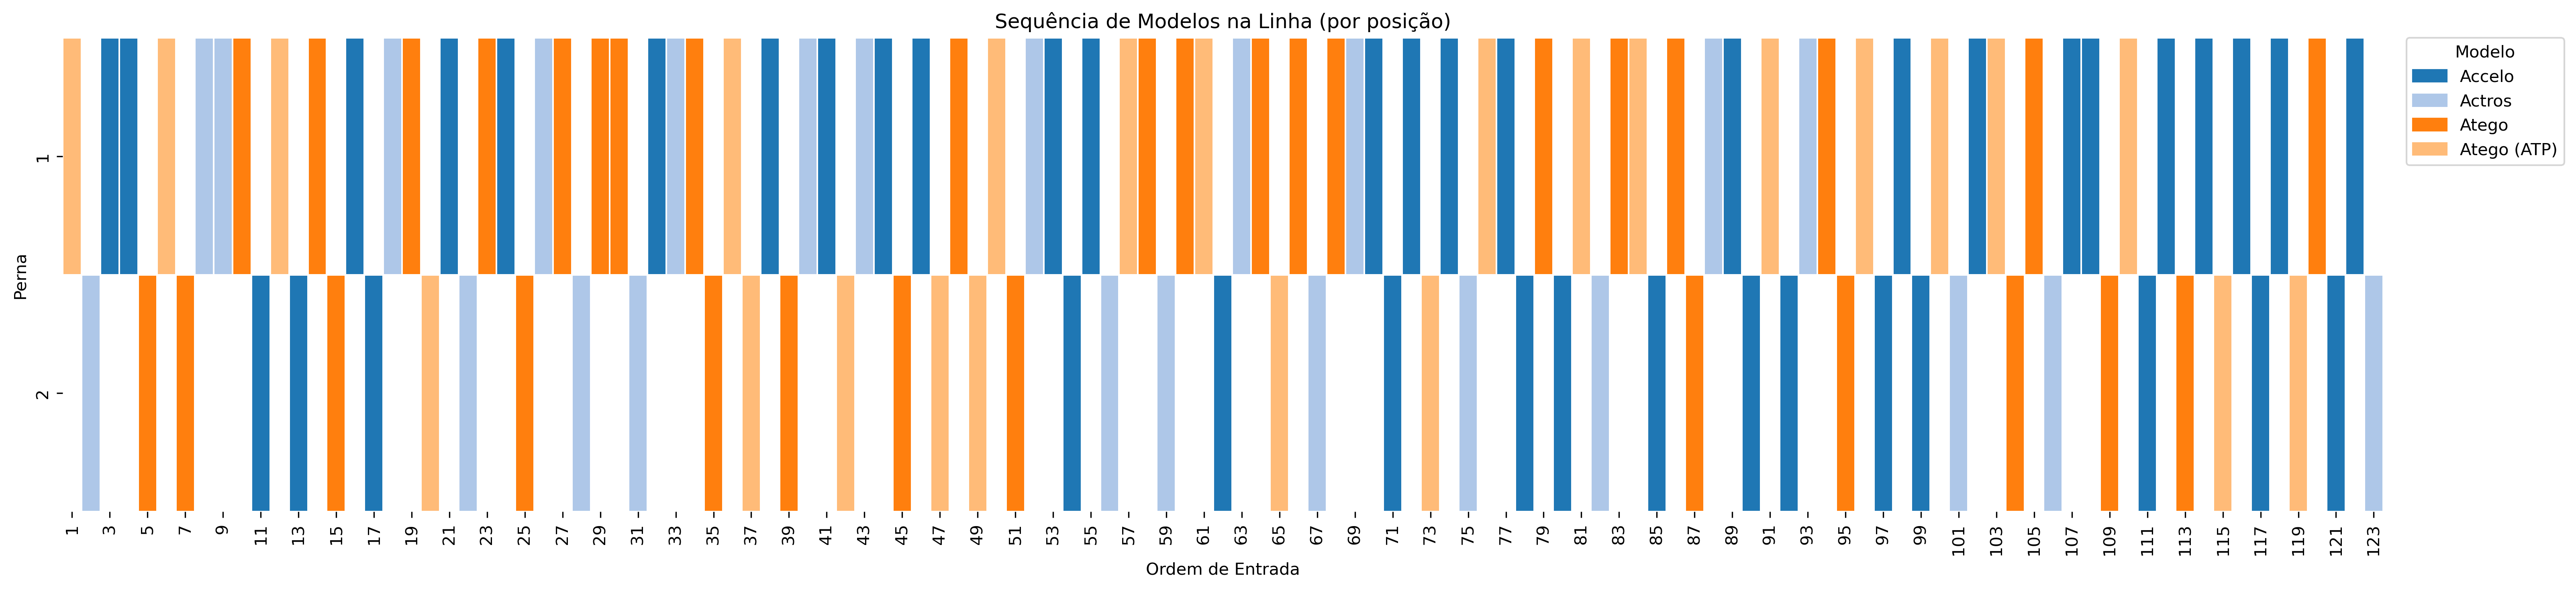 Sequência de Modelos na Linha (por posição)
Modelo
Accelo
Actros
Atego
Atego (ATP)
Perna
1
2
1 3 5 7 9 11 13 15 17 19 21 23 25 27 29 31 33 35 37 39 41 43 45 47 49 51 53 55 57 59 61 63 65 67 69 71 73 75 77 79 81 83 85 87 89 91 93 95 97 99 101 103 105 107 109 111 113 115 117 119 121 123
Ordem de Entrada